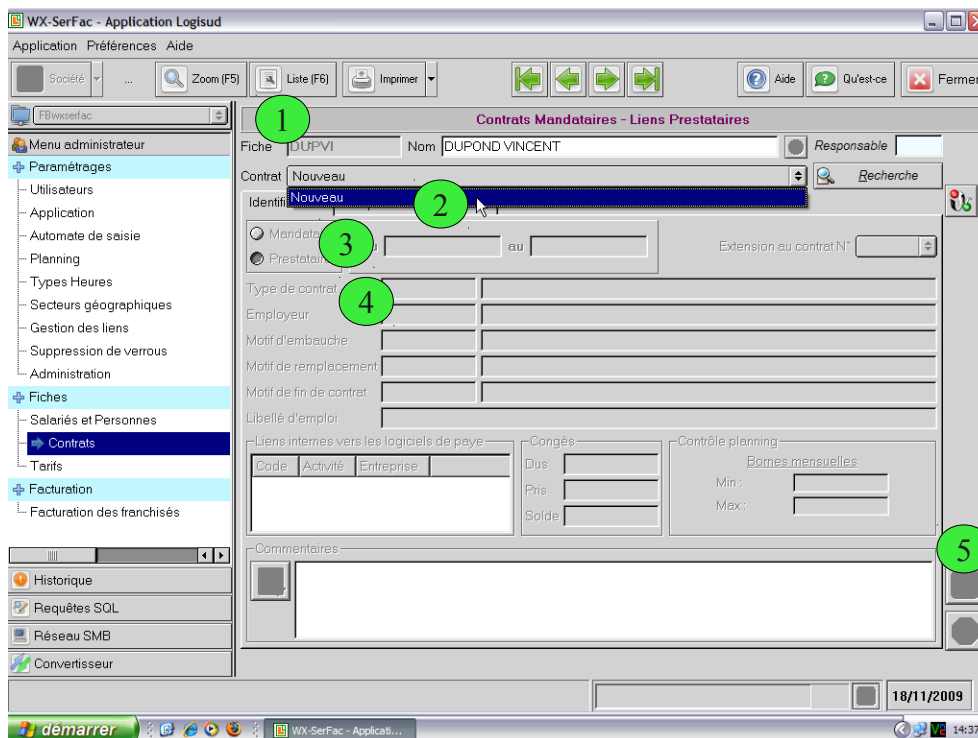 WX-SerFac - Application Logisud
Application Préférences Aide
Société ... Zoom (F5) Liste (F6) Imprimer Aide Qu'est-ce Fermer
FBwxserfac
1
Contrats Mandataires - Liens Prestataires
Menu administrateur
Fiche DUPVI Nom DUPOND VINCENT Responsable
Paramétrages
Contrat Nouveau Recherche
Utilisateurs
Nouveau
2
Application
Automate de saisie
3
au
Extension au contrat N°
Planning
Types Heures
Type de contrat
4
Secteurs géographiques
Employeur
Gestion des liens
Motif d'embauche
Suppression de verrous
Motif de remplacement
Administration
Motif de fin de contrat
Fiches
Libellé d'emploi
Salariés et Personnes
Liens internes vers les logiciels de paye Congès Contrôle planning
Contrats
Code Activité Entreprise Dus Bornes mensuelles
Tarifs
Pris Min :
Facturation
Solde Max :
Facturation des franchisés
Commentaires
5
Historique
Requêtes SQL
Réseau SMB
Convertisseur
18/11/2009
démarrer WX-SerFac - Applicati... 14:37